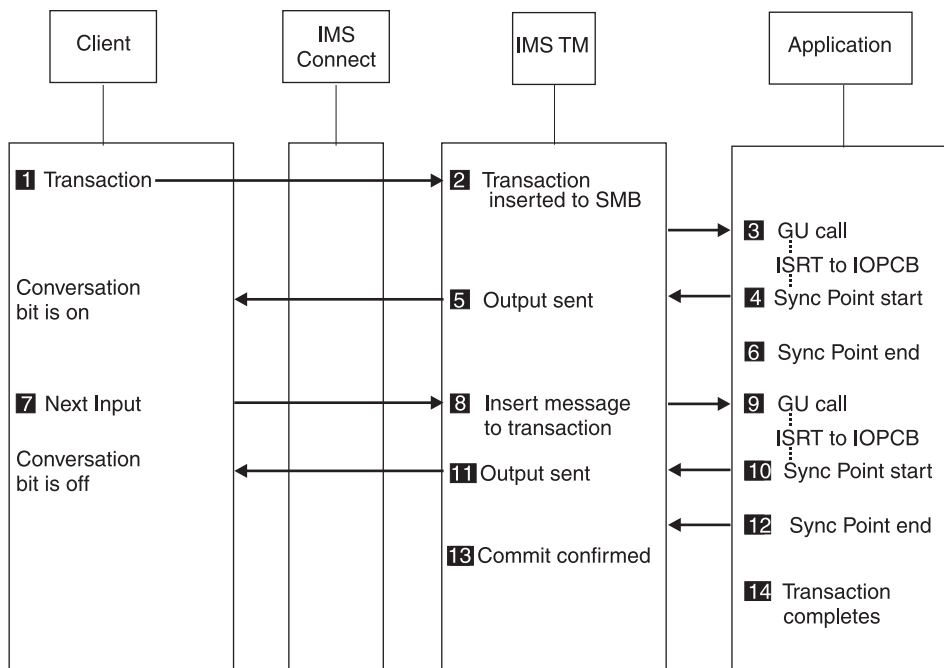 Client
IMS
Connect
IMS TM
Application
1 Transaction
2 Transaction
inserted to SMB
3 GU call
ISRT to IOPCB
Conversation
bit is on
5 Output sent
4 Sync Point start
6 Sync Point end
7 Next Input
8 Insert message
to transaction
9 GU call
ISRT to IOPCB
Conversation
bit is off
11 Output sent
10 Sync Point start
12 Sync Point end
13 Commit confirmed
14 Transaction
completes